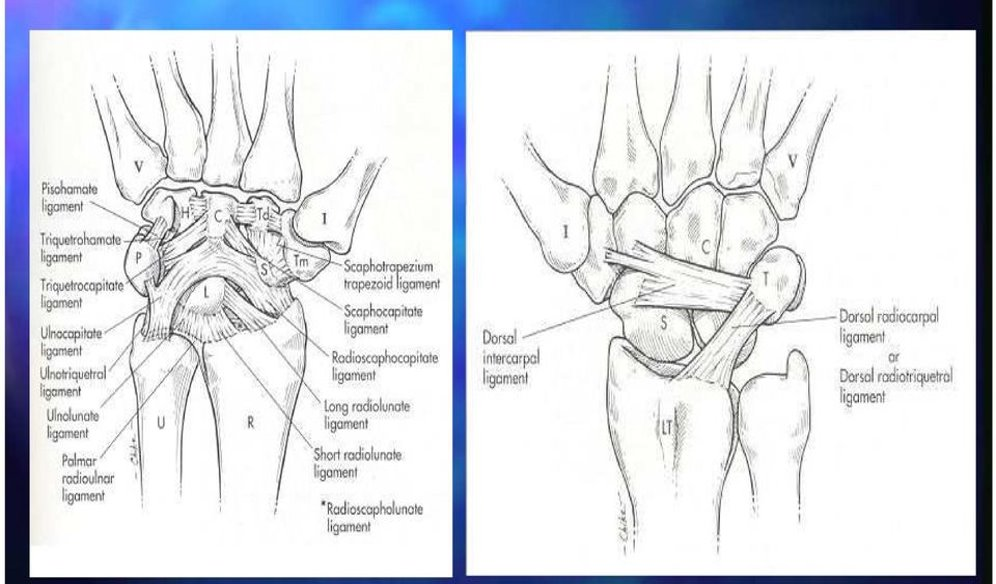 V
Pisohamate
ligament
H
C
Td
I
Triquetrohamate
ligament
P
S
Tm
Scaphotrapezium
trapezoid ligament
Triquetrocapitate
ligament
L
Scaphocapitate
ligament
Ulnocapitate
ligament
Radioscaphocapitate
ligament
Ulnotriquetral
ligament
Long radiolunate
ligament
Ulnolunate
ligament
U
R
Short radiolunate
ligament
Palmar
radioulnar
ligament
*Radioscapholunate
ligament
V
I
C
T
S
Dorsal
intercarpal
ligament
Dorsal radiocarpal
ligament
or
Dorsal radiotriquetral
ligament
LT